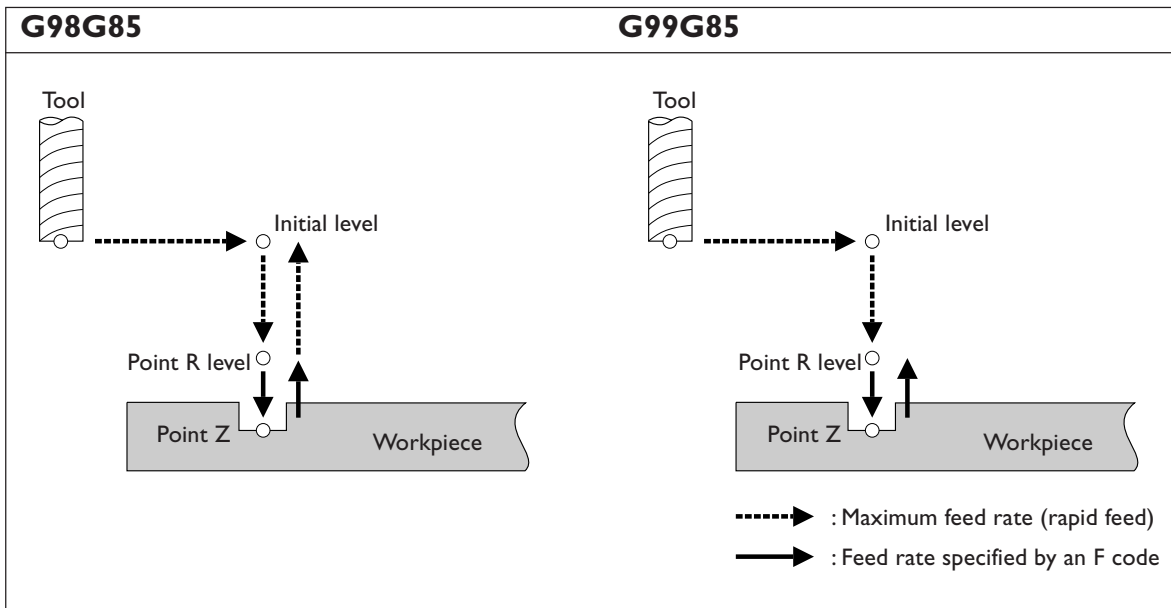 G98G85
G99G85
Tool
Initial level
Point R level
Point Z
Workpiece
Tool
Initial level
Point R level
Point Z
Workpiece
: Maximum feed rate (rapid feed)
: Feed rate specified by an F code